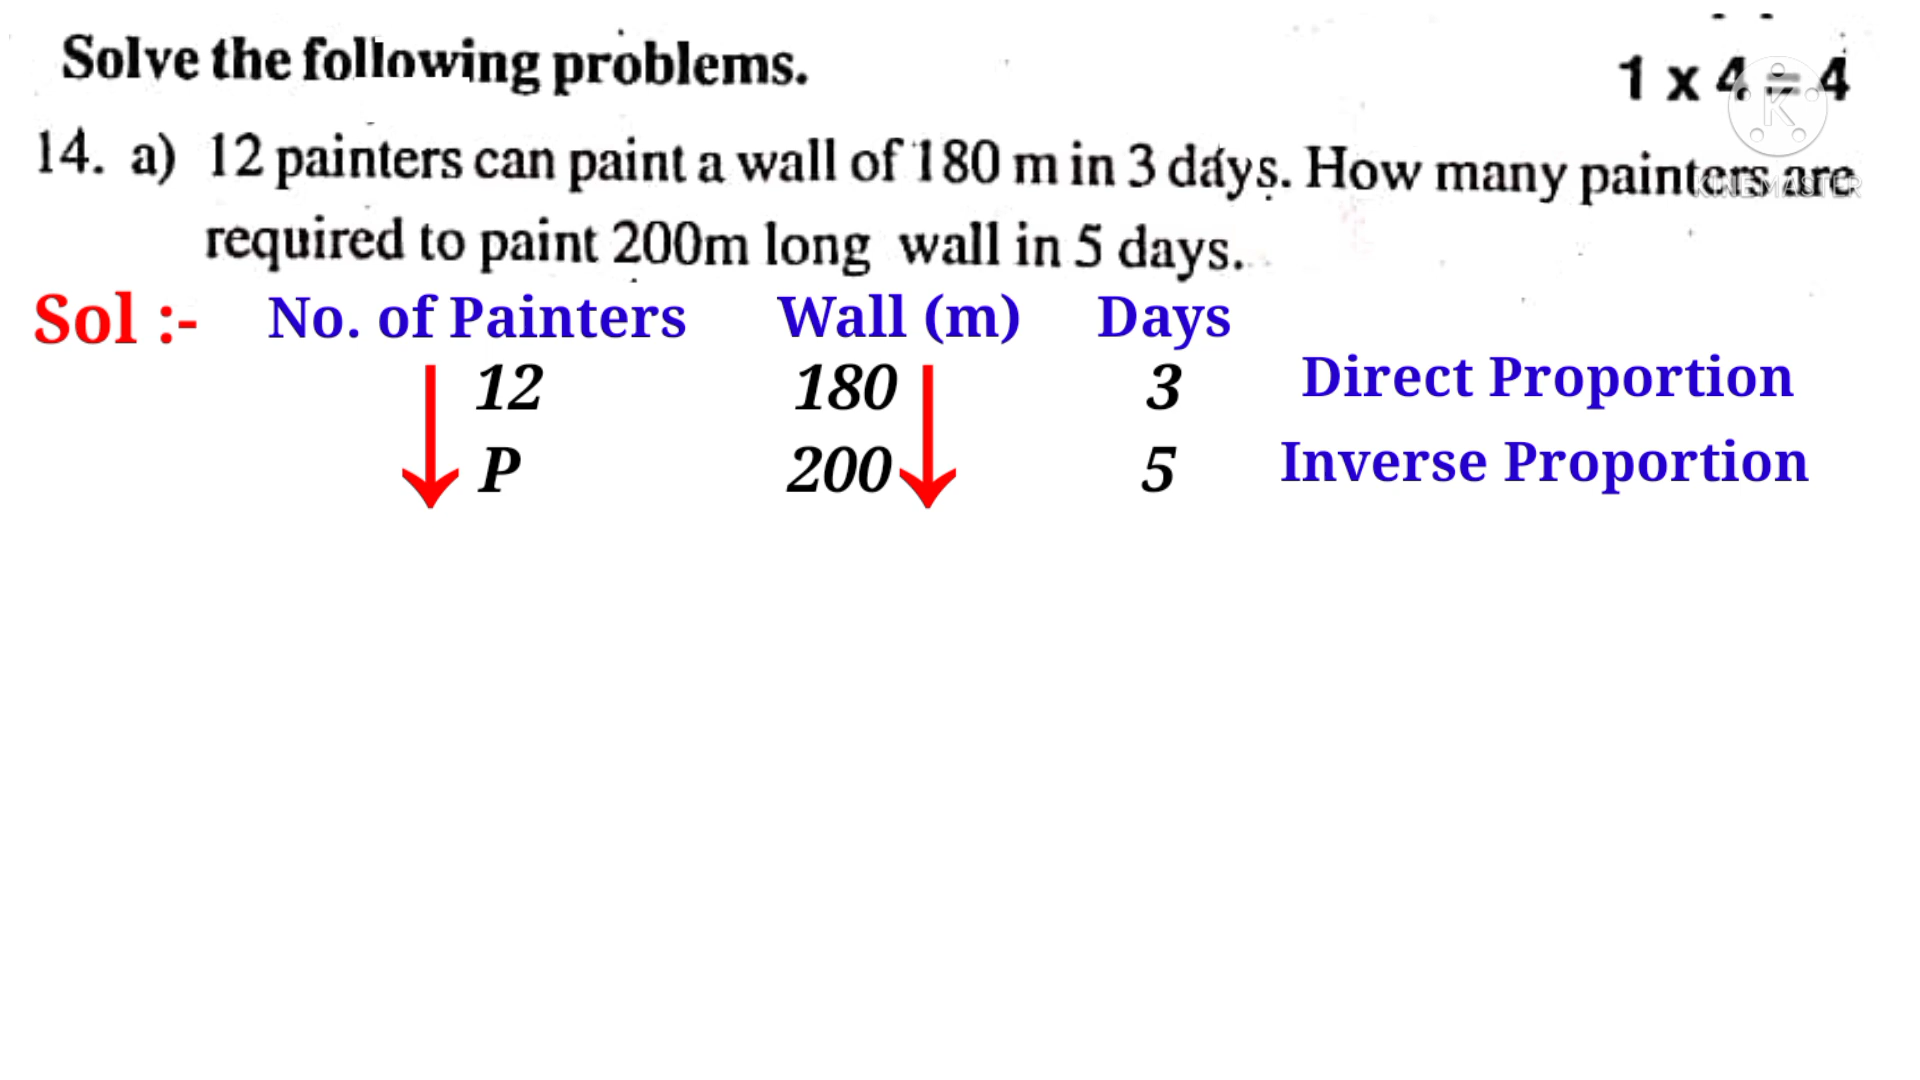 Solve the following problems.
1 x 4 = 4
14. a) 12 painters can paint a wall of 180 m in 3 days. How many painters are
required to paint 200m long wall in 5 days.
KINEMASTER
Sol :- No. of Painters Wall (m) Days
12 180 3 Direct Proportion
P 200 5 Inverse Proportion